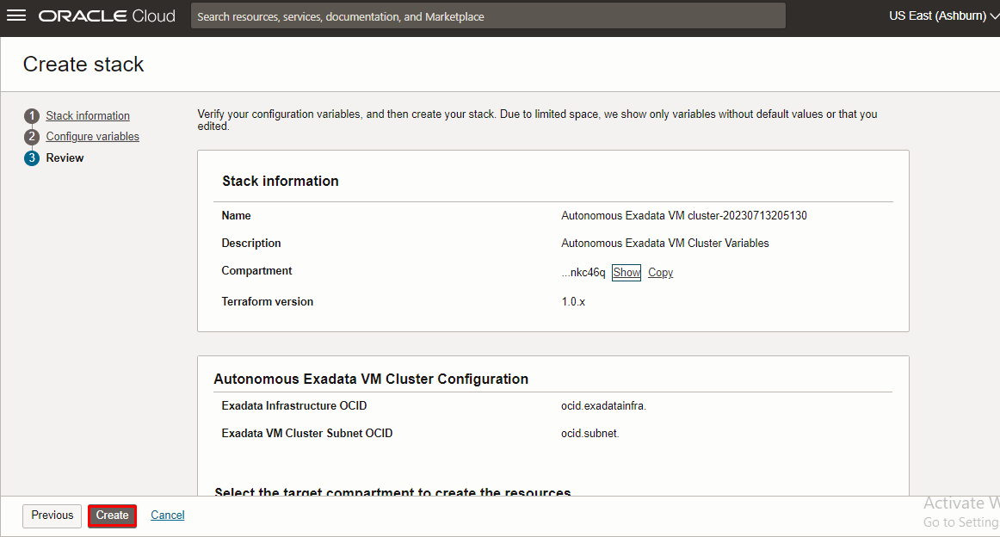 ORACLE Cloud
Search resources, services, documentation, and Marketplace
US East (Ashburn)
Create stack
1 Stack information
2 Configure variables
3 Review
Verify your configuration variables, and then create your stack. Due to limited space, we show only variables without default values or that you
edited.
Stack information
Name Autonomous Exadata VM cluster-20230713205130
Description Autonomous Exadata VM Cluster Variables
Compartment ...nkc46q Show Copy
Terraform version 1.0.x
Autonomous Exadata VM Cluster Configuration
Exadata Infrastructure OCID ocid.exadatainfra.
Exadata VM Cluster Subnet OCID ocid.subnet.
Select the target compartment to create the resources
Previous Create Cancel
Activate W
Go to Setting